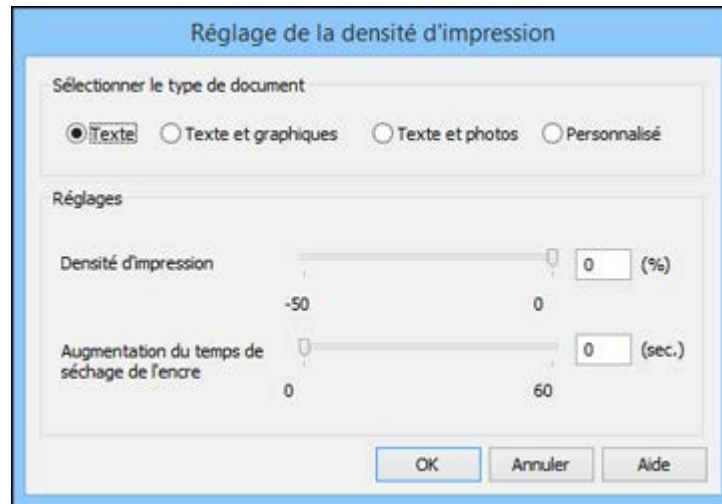 Réglage de la densité d'impression
Sélectionner le type de document
Texte Texte et graphiques Texte et photos Personnalisé
Réglages
Densité d'impression 0 (%)
-50 0
Augmentation du temps de
séchage de l'encre 0 (sec.)
0 60
OK Annuler Aide